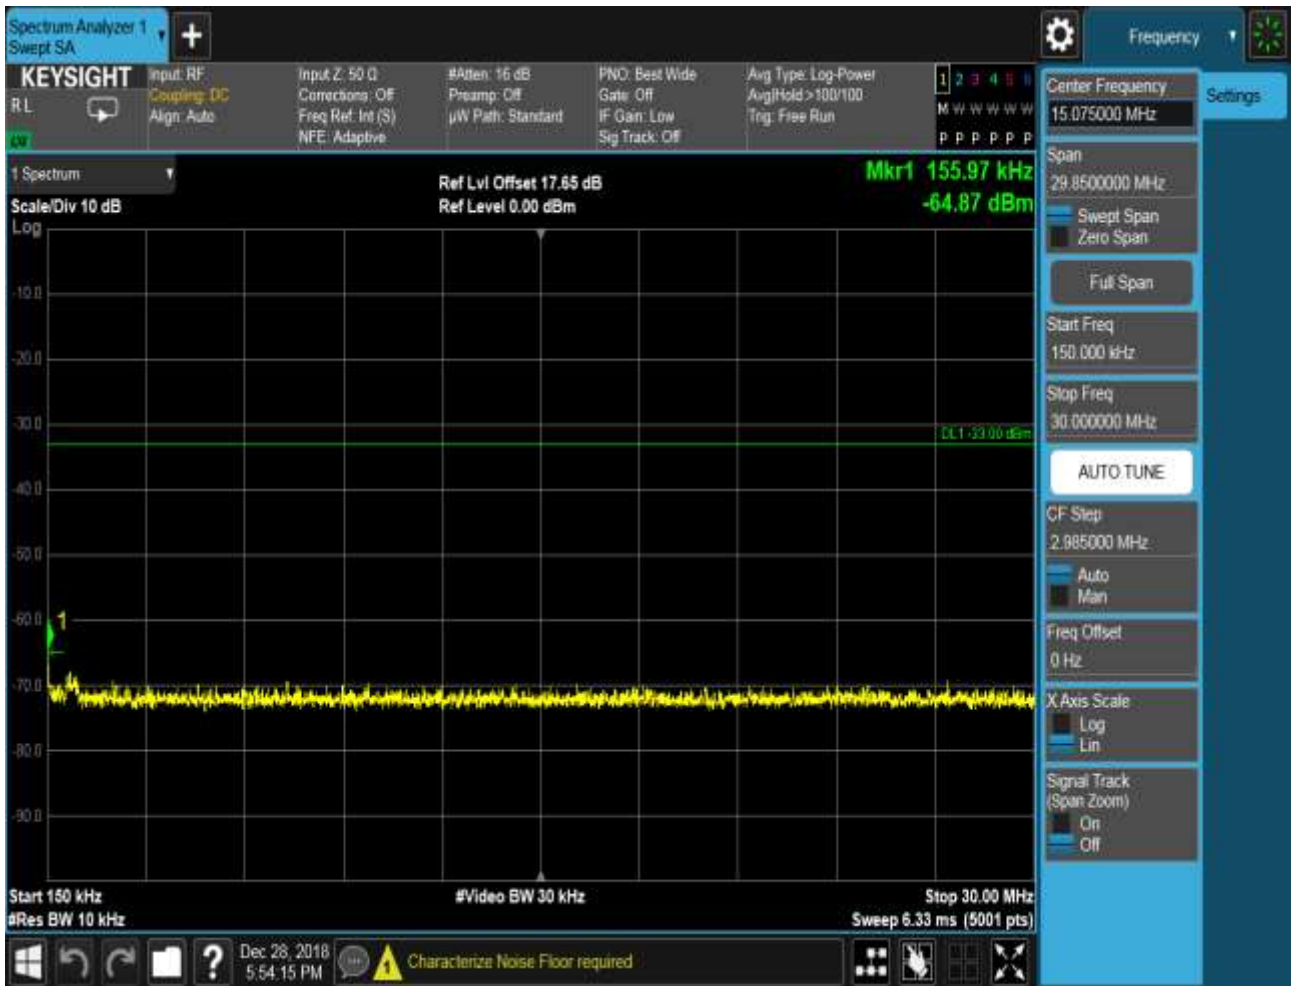 Spectrum Analyzer 1
Swept SA
Frequency
KEYSIGHT
R L
Input: RF
Coupling: DC
Align: Auto
Input Z: 50 Ω
Corrections: Off
Freq Ref: Int (S)
NFE: Adaptive
#Atten: 16 dB
Preamp: Off
µW Path: Standard
PNO: Best Wide
Gate: Off
IF Gain: Low
Sig Track: Off
Avg Type: Log-Power
Avg|Hold:>100/100
Trig: Free Run
1 2 3 4 5 6
M W W W W W
P P P P P P
1 Spectrum
Scale/Div 10 dB
Log
Ref Lvl Offset 17.65 dB
Ref Level 0.00 dBm
Mkr1 155.97 kHz
-64.87 dBm
-10.0
-20.0
-30.0
DL1 -33.00 dBm
-40.0
-50.0
-60.0
1
-70.0
-80.0
-90.0
Start 150 kHz
#Video BW 30 kHz
Stop 30.00 MHz
#Res BW 10 kHz
Sweep 6.33 ms (5001 pts)
Center Frequency
15.075000 MHz
Span
29.8500000 MHz
Swept Span
Zero Span
Full Span
Start Freq
150.000 kHz
Stop Freq
30.000000 MHz
AUTO TUNE
CF Step
2.985000 MHz
Auto
Man
Freq Offset
0 Hz
X Axis Scale
Log
Lin
Signal Track
(Span Zoom)
On
Off
Settings
?
Dec 28, 2018
5:54:15 PM
Characterize Noise Floor required